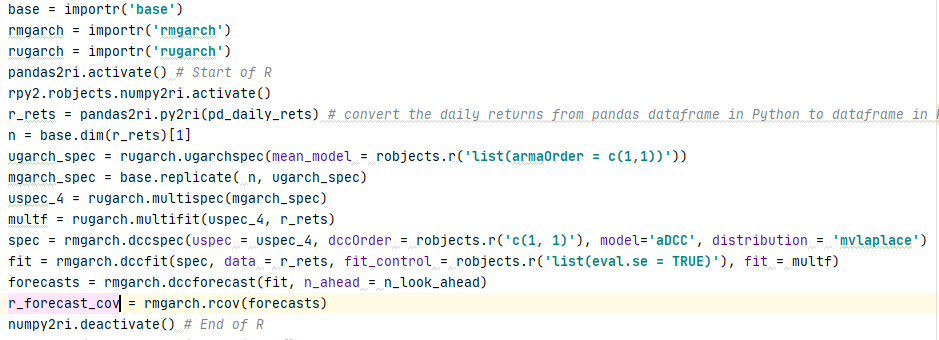 base = importr('base')
rmgarch = importr('rmgarch')
rugarch = importr('rugarch')
pandas2ri.activate() # Start of R
rpy2.robjects.numpy2ri.activate()
r_rets = pandas2ri.py2ri(pd_daily_rets) # convert the daily returns from pandas dataframe in Python to dataframe in
n = base.dim(r_rets)[1]
ugarch_spec = rugarch.ugarchspec(mean_model = robjects.r('list(armaOrder = c(1,1))'))
mgarch_spec = base.replicate( n, ugarch_spec)
uspec_4 = rugarch.multispec(mgarch_spec)
multf = rugarch.multifit(uspec_4, r_rets)
spec = rmgarch.dccspec(uspec = uspec_4, dccOrder = robjects.r('c(1, 1)'), model='aDCC', distribution = 'mvlaplace')
fit = rmgarch.dccfit(spec, data = r_rets, fit_control = robjects.r('list(eval.se = TRUE)'), fit = multf)
forecasts = rmgarch.dccforecast(fit, n_ahead = n_look_ahead)
r_forecast_cov = rmgarch.rcov(forecasts)
numpy2ri.deactivate() # End of R